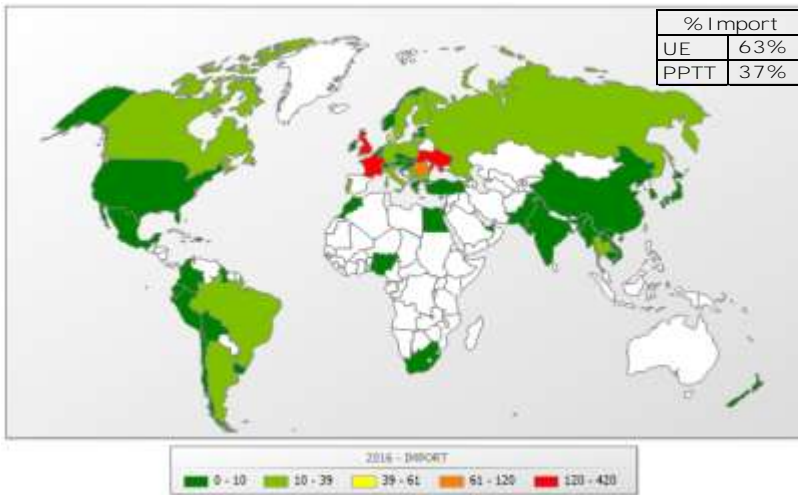 % Import
UE 63%
PPTT 37%
2016 - IMPORT
0 - 10 10 - 39 39 - 61 61 - 120 120 - 420